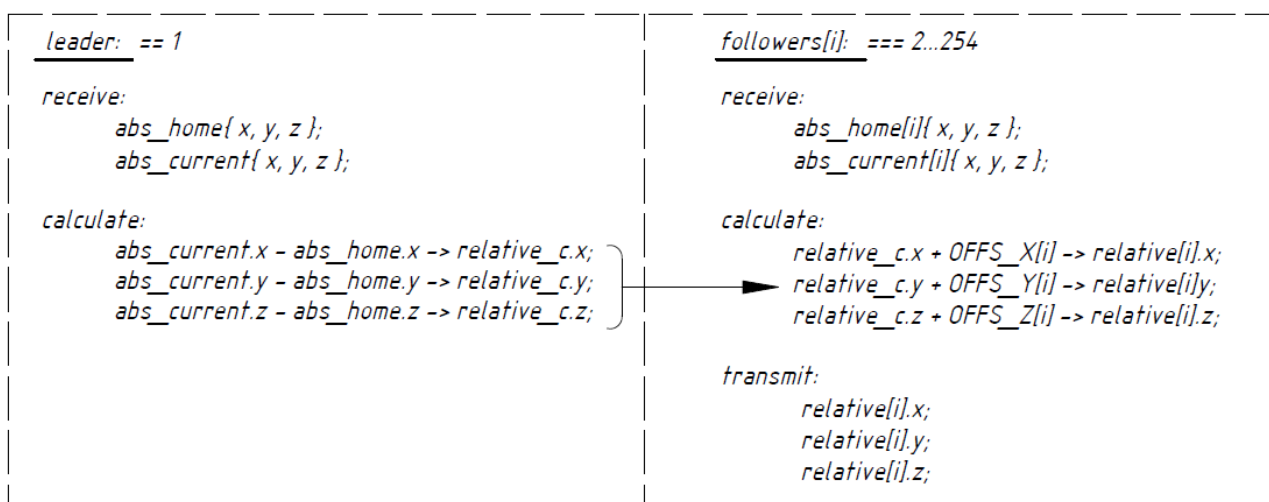 leader: == 1
receive:
abs_home{ x, y, z };
abs_current{ x, y, z };
calculate:
abs_current.x - abs_home.x -> relative_c.x;
abs_current.y - abs_home.y -> relative_c.y;
abs_current.z - abs_home.z -> relative_c.z;
followers[i]: === 2...254
receive:
abs_home[i]{ x, y, z };
abs_current[i]{ x, y, z };
calculate:
relative_c.x + OFFS_X[i] -> relative[i].x;
relative_c.y + OFFS_Y[i] -> relative[i]y;
relative_c.z + OFFS_Z[i] -> relative[i].z;
transmit:
relative[i].x;
relative[i].y;
relative[i].z;